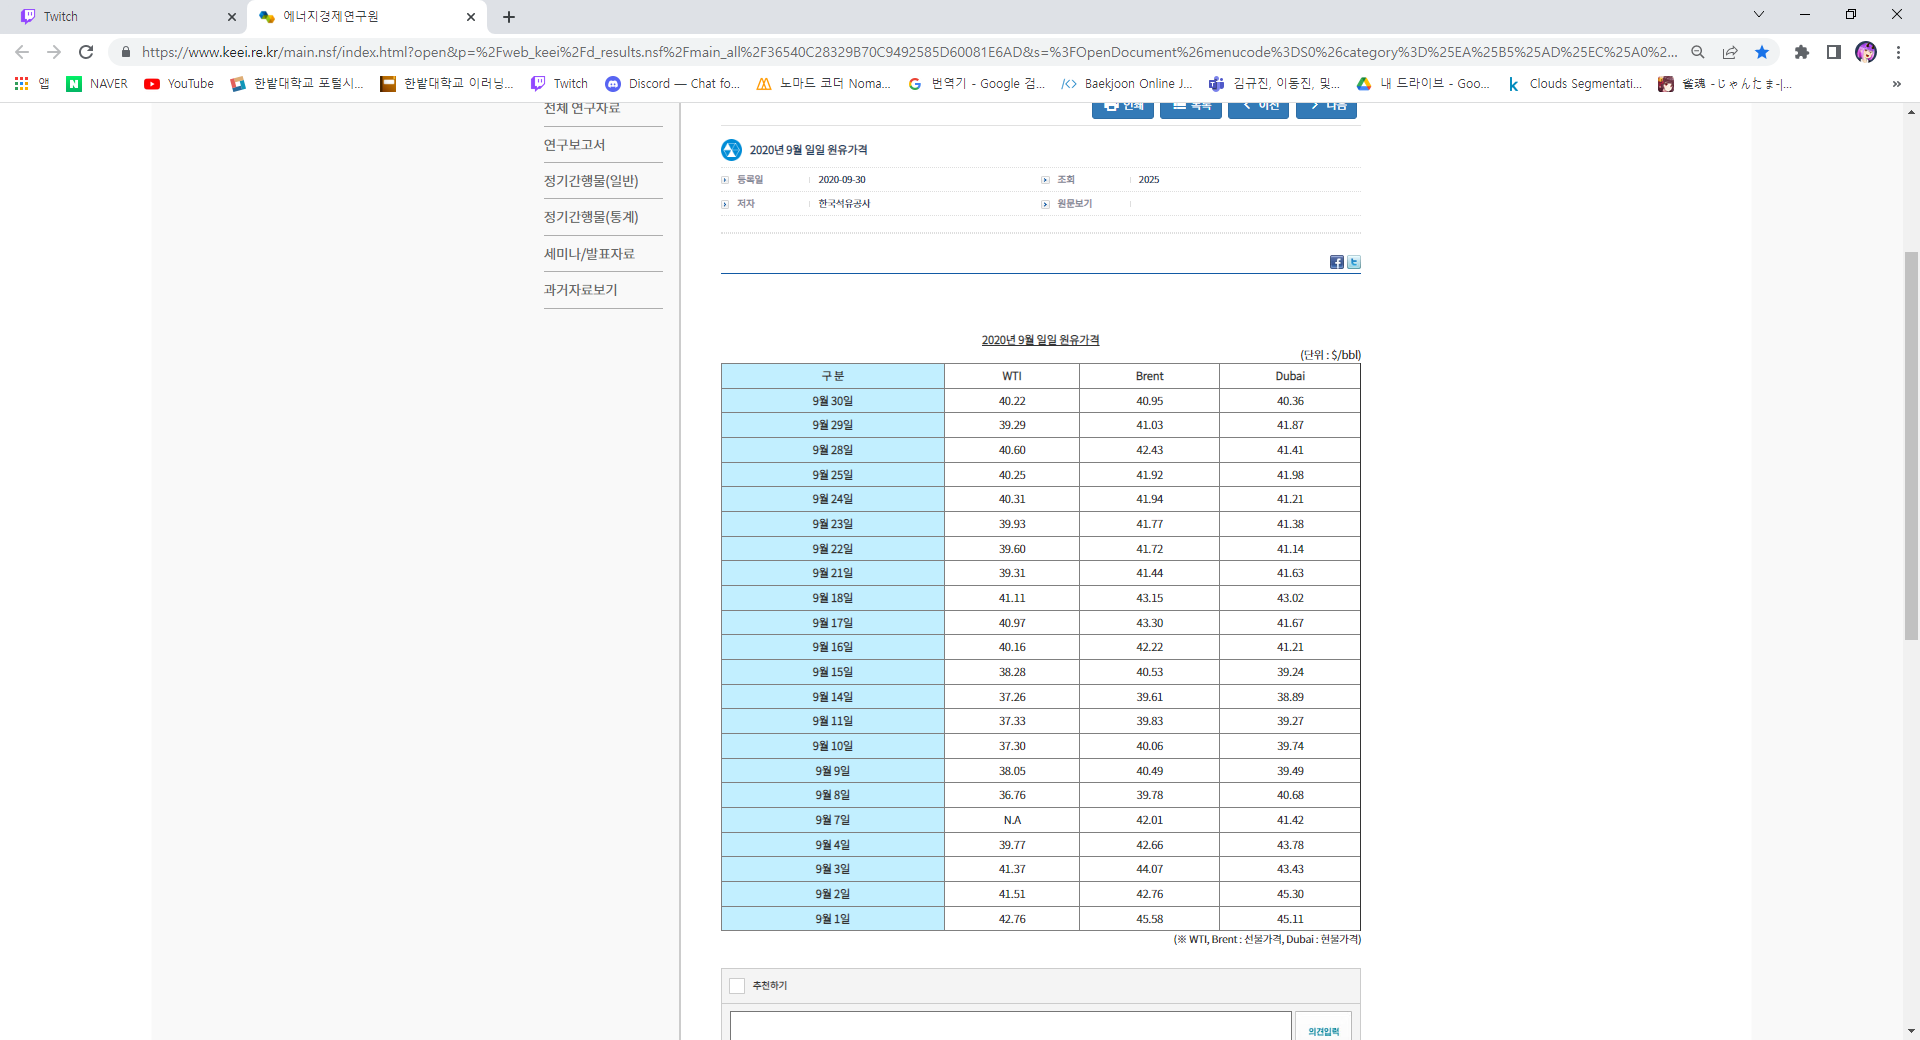 Twitch
에너지경제연구원
https://www.keei.re.kr/main.nsf/index.html?open&p=%2Fweb_keei%2Fd_results.nsf%2Fmain_all%2F36540C28329B70C9492585D60081E6AD&s=%3FOpenDocument%26menucode%3DS0%26category%3D%25EA%25B5%25AD%25EC%25A0%2...
앱 NAVER YouTube 한밭대학교 포털시... 한밭대학교 이러닝... Twitch Discord — Chat fo... 노마드 코더 Noma... 번역기 - Google 검... Baekjoon Online J... 김규진, 이동진, 및... 내 드라이브 - Goo... Clouds Segmentati... 雀魂 -じゃんたま-|... »
전체 연구자료
연구보고서
정기간행물(일반)
정기간행물(통계)
세미나/발표자료
과거자료보기
인쇄 목록 이전 다음
2020년 9월 일일 원유가격
등록일 2020-09-30 조회 2025
저자 한국석유공사 원문보기
2020년 9월 일일 원유가격
(단위 : $/bbl)
구 분 WTI Brent Dubai
9월 30일 40.22 40.95 40.36
9월 29일 39.29 41.03 41.87
9월 28일 40.60 42.43 41.41
9월 25일 40.25 41.92 41.98
9월 24일 40.31 41.94 41.21
9월 23일 39.93 41.77 41.38
9월 22일 39.60 41.72 41.14
9월 21일 39.31 41.44 41.63
9월 18일 41.11 43.15 43.02
9월 17일 40.97 43.30 41.67
9월 16일 40.16 42.22 41.21
9월 15일 38.28 40.53 39.24
9월 14일 37.26 39.61 38.89
9월 11일 37.33 39.83 39.27
9월 10일 37.30 40.06 39.74
9월 9일 38.05 40.49 39.49
9월 8일 36.76 39.78 40.68
9월 7일 N.A 42.01 41.42
9월 4일 39.77 42.66 43.78
9월 3일 41.37 44.07 43.43
9월 2일 41.51 42.76 45.30
9월 1일 42.76 45.58 45.11
(※ WTI, Brent : 선물가격, Dubai : 현물가격)
추천하기
의견입력